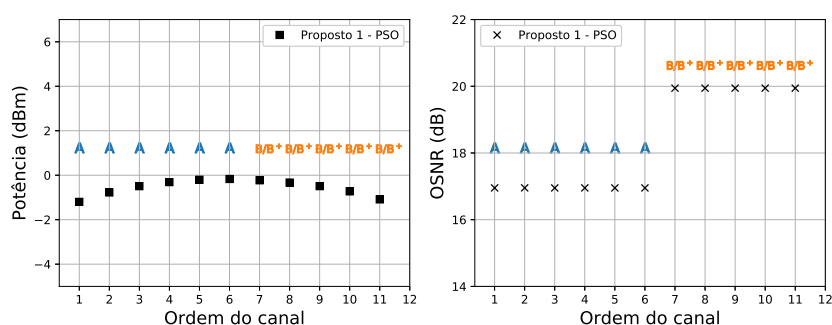 Proposto 1 - PSO
6
4
2
0
−2
−4
Potência (dBm)
A A A A A A B/B+ B/B+ B/B+ B/B+ B/B+
1 2 3 4 5 6 7 8 9 10 11 12
Ordem do canal
Proposto 1 - PSO
22
20
18
16
14
OSNR (dB)
B/B+ B/B+ B/B+ B/B+ B/B+
A A A A A A
1 2 3 4 5 6 7 8 9 10 11 12
Ordem do canal